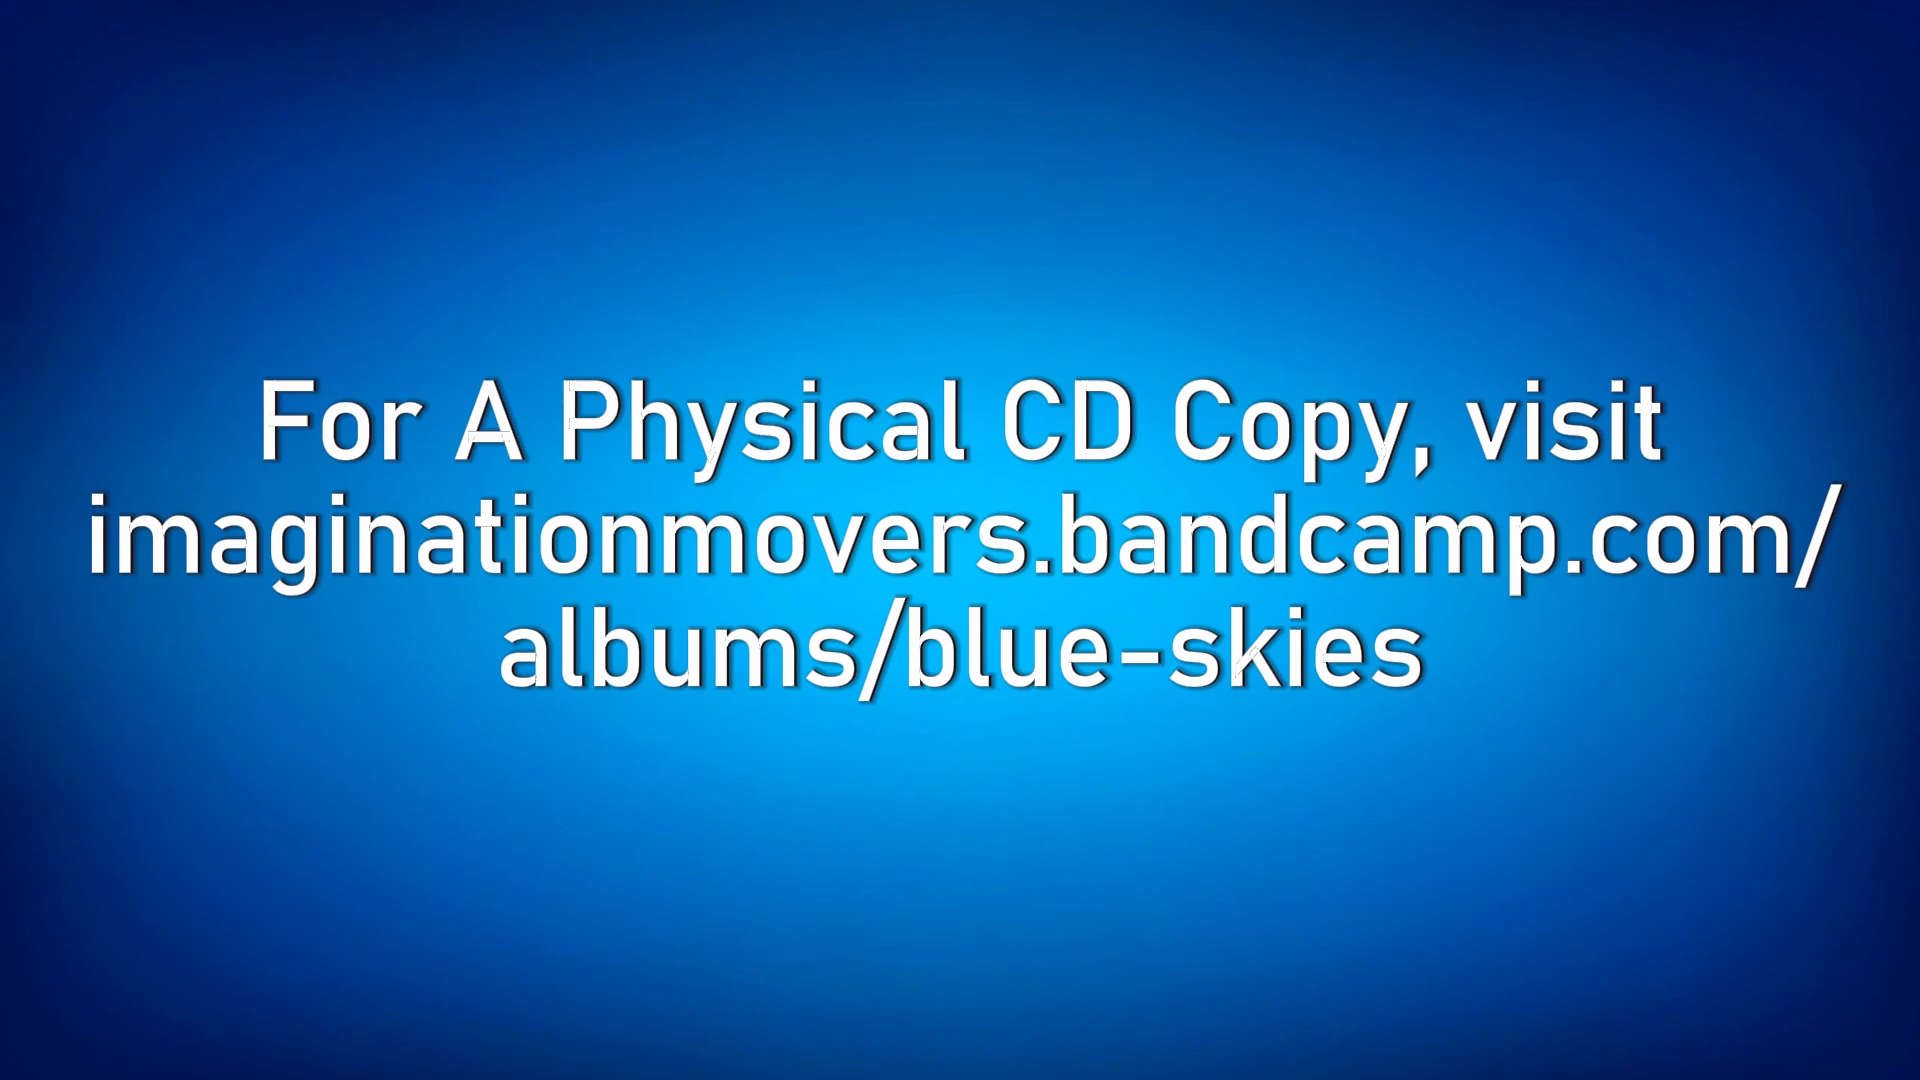 For A Physical CD Copy, visit
imaginationmovers.bandcamp.com/
albums/blue-skies